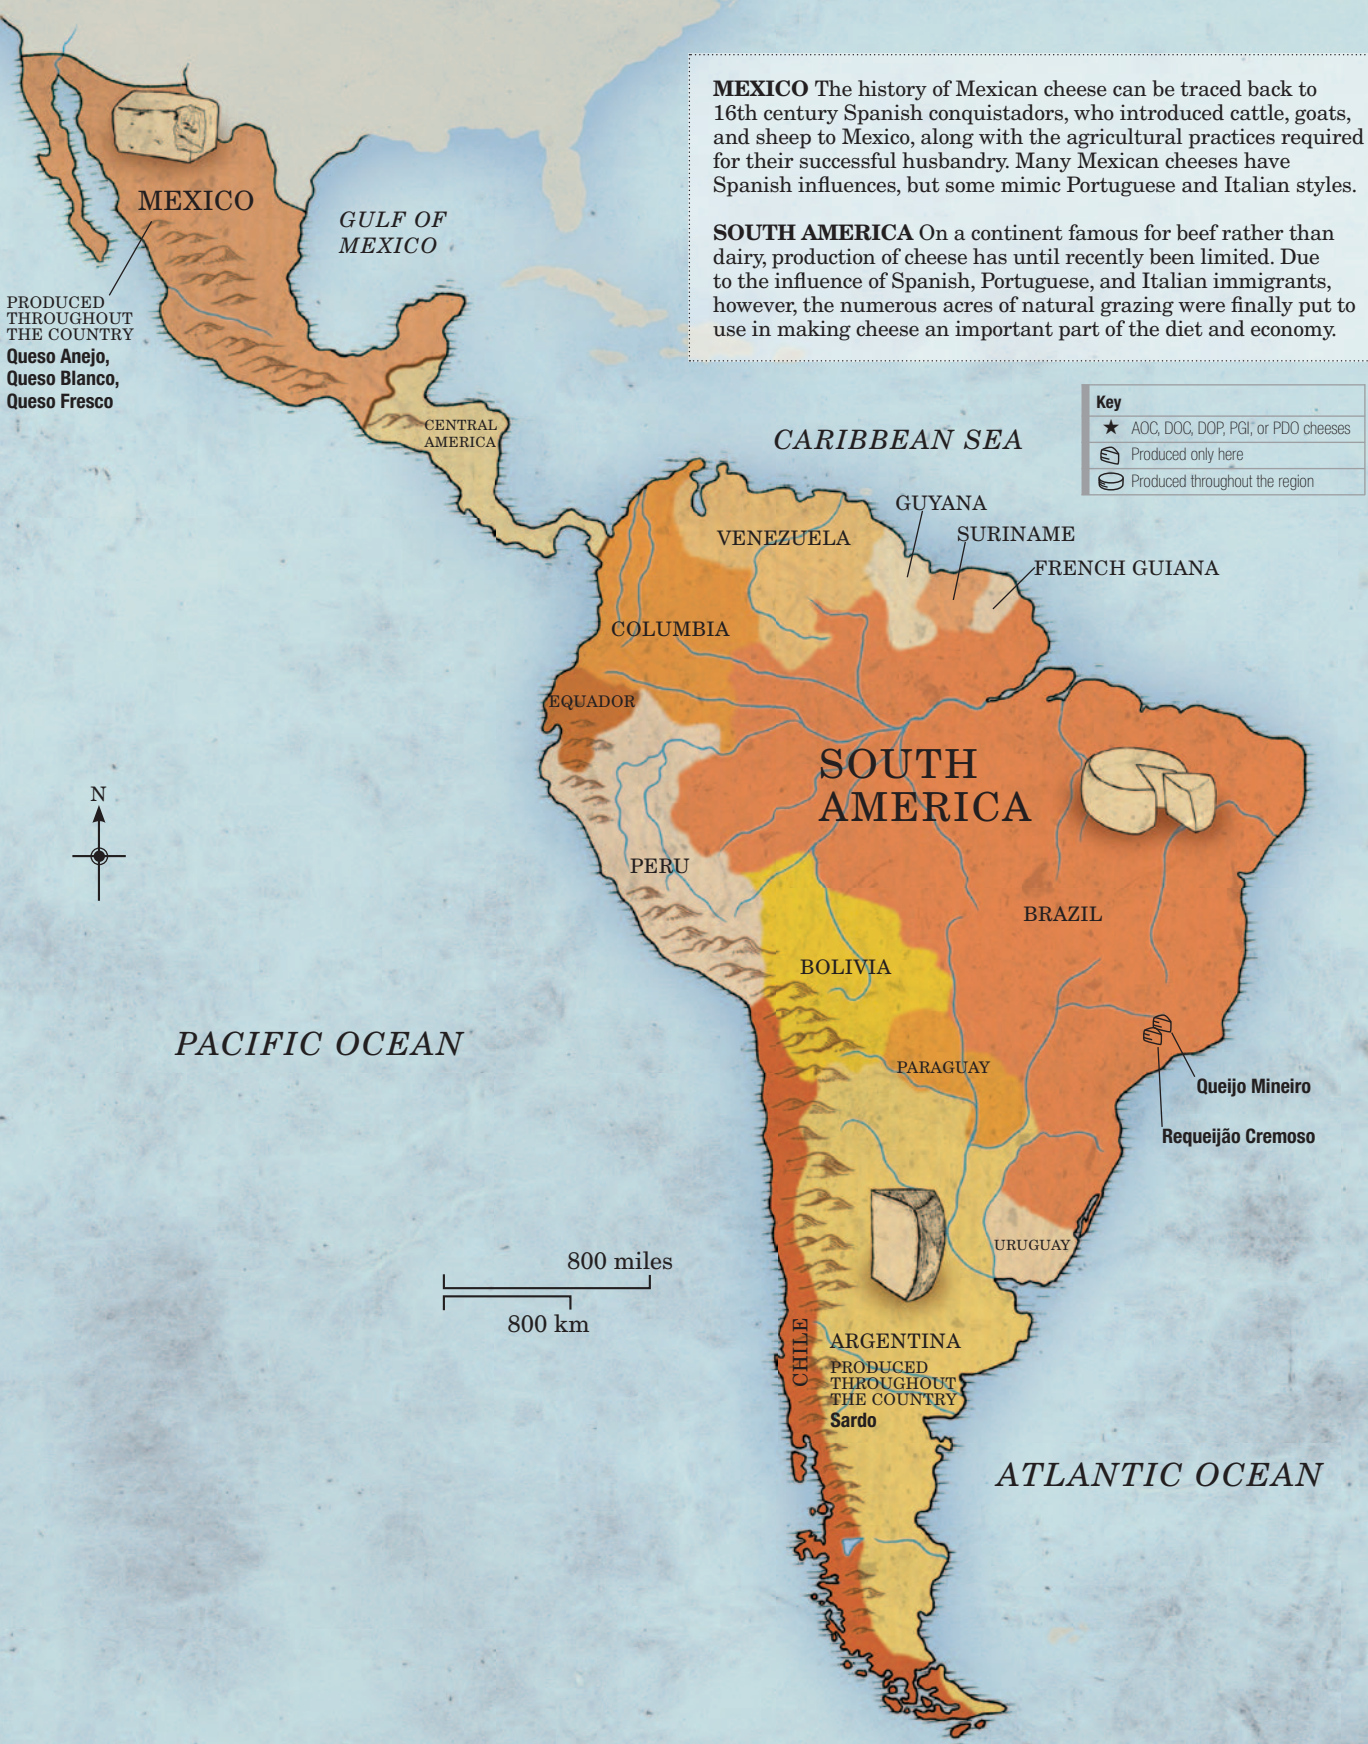 MEXICO The history of Mexican cheese can be traced back to
16th century Spanish conquistadors, who introduced cattle, goats,
and sheep to Mexico, along with the agricultural practices required
for their successful husbandry. Many Mexican cheeses have
Spanish influences, but some mimic Portuguese and Italian styles.
SOUTH AMERICA On a continent famous for beef rather than
dairy, production of cheese has until recently been limited. Due
to the influence of Spanish, Portuguese, and Italian immigrants,
however, the numerous acres of natural grazing were finally put to
use in making cheese an important part of the diet and economy.
MEXICO
GULF OF
MEXICO
PRODUCED
THROUGHOUT
THE COUNTRY
Queso Anejo,
Queso Blanco,
Queso Fresco
Key
★ AOC, DOC, DOP, PGI, or PDO cheeses
Produced only here
Produced throughout the region
CENTRAL
AMERICA
CARIBBEAN SEA
GUYANA
VENEZUELA
SURINAME
FRENCH GUIANA
COLUMBIA
EQUADOR
SOUTH
AMERICA
N
PERU
BRAZIL
BOLIVIA
PACIFIC OCEAN
PARAGUAY
Queijo Mineiro
Requeijão Cremoso
URUGUAY
800 miles
800 km
CHILE
ARGENTINA
PRODUCED
THROUGHOUT
THE COUNTRY
Sardo
ATLANTIC OCEAN